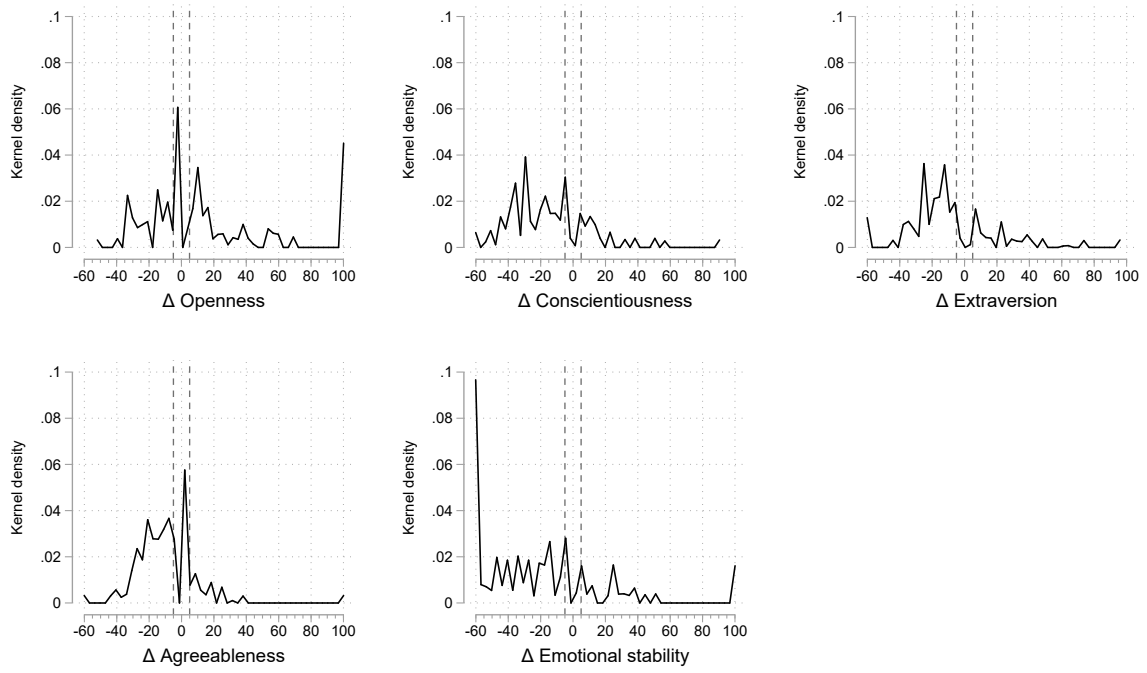 Kernel density
.1
.08
.06
.04
.02
0
-60 -40 -20 0 20 40 60 80 100
Δ Openness
Kernel density
.1
.08
.06
.04
.02
0
-60 -40 -20 0 20 40 60 80 100
Δ Conscientiousness
Kernel density
.1
.08
.06
.04
.02
0
-60 -40 -20 0 20 40 60 80 100
Δ Extraversion
Kernel density
.1
.08
.06
.04
.02
0
-60 -40 -20 0 20 40 60 80 100
Δ Agreeableness
Kernel density
.1
.08
.06
.04
.02
0
-60 -40 -20 0 20 40 60 80 100
Δ Emotional stability